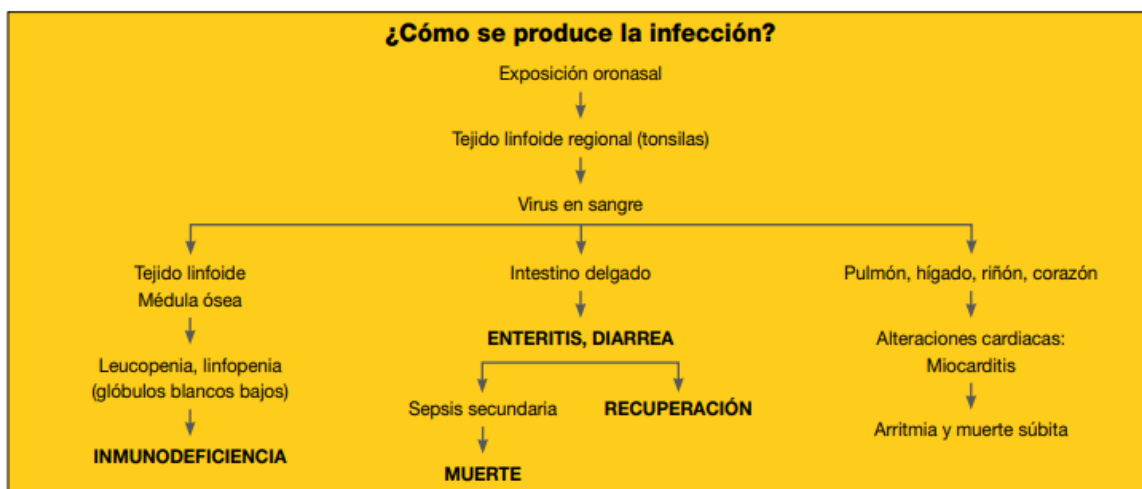 ¿Cómo se produce la infección?
Exposición oronasal
Tejido linfoide regional (tonsilas)
Virus en sangre
Tejido linfoide
Médula ósea
Leucopenia, linfopenia
(glóbulos blancos bajos)
INMUNODEFICIENCIA
Intestino delgado
ENTERITIS, DIARREA
Sepsis secundaria
MUERTE
RECUPERACIÓN
Pulmón, hígado, riñón, corazón
Alteraciones cardiacas:
Miocarditis
Arritmia y muerte súbita